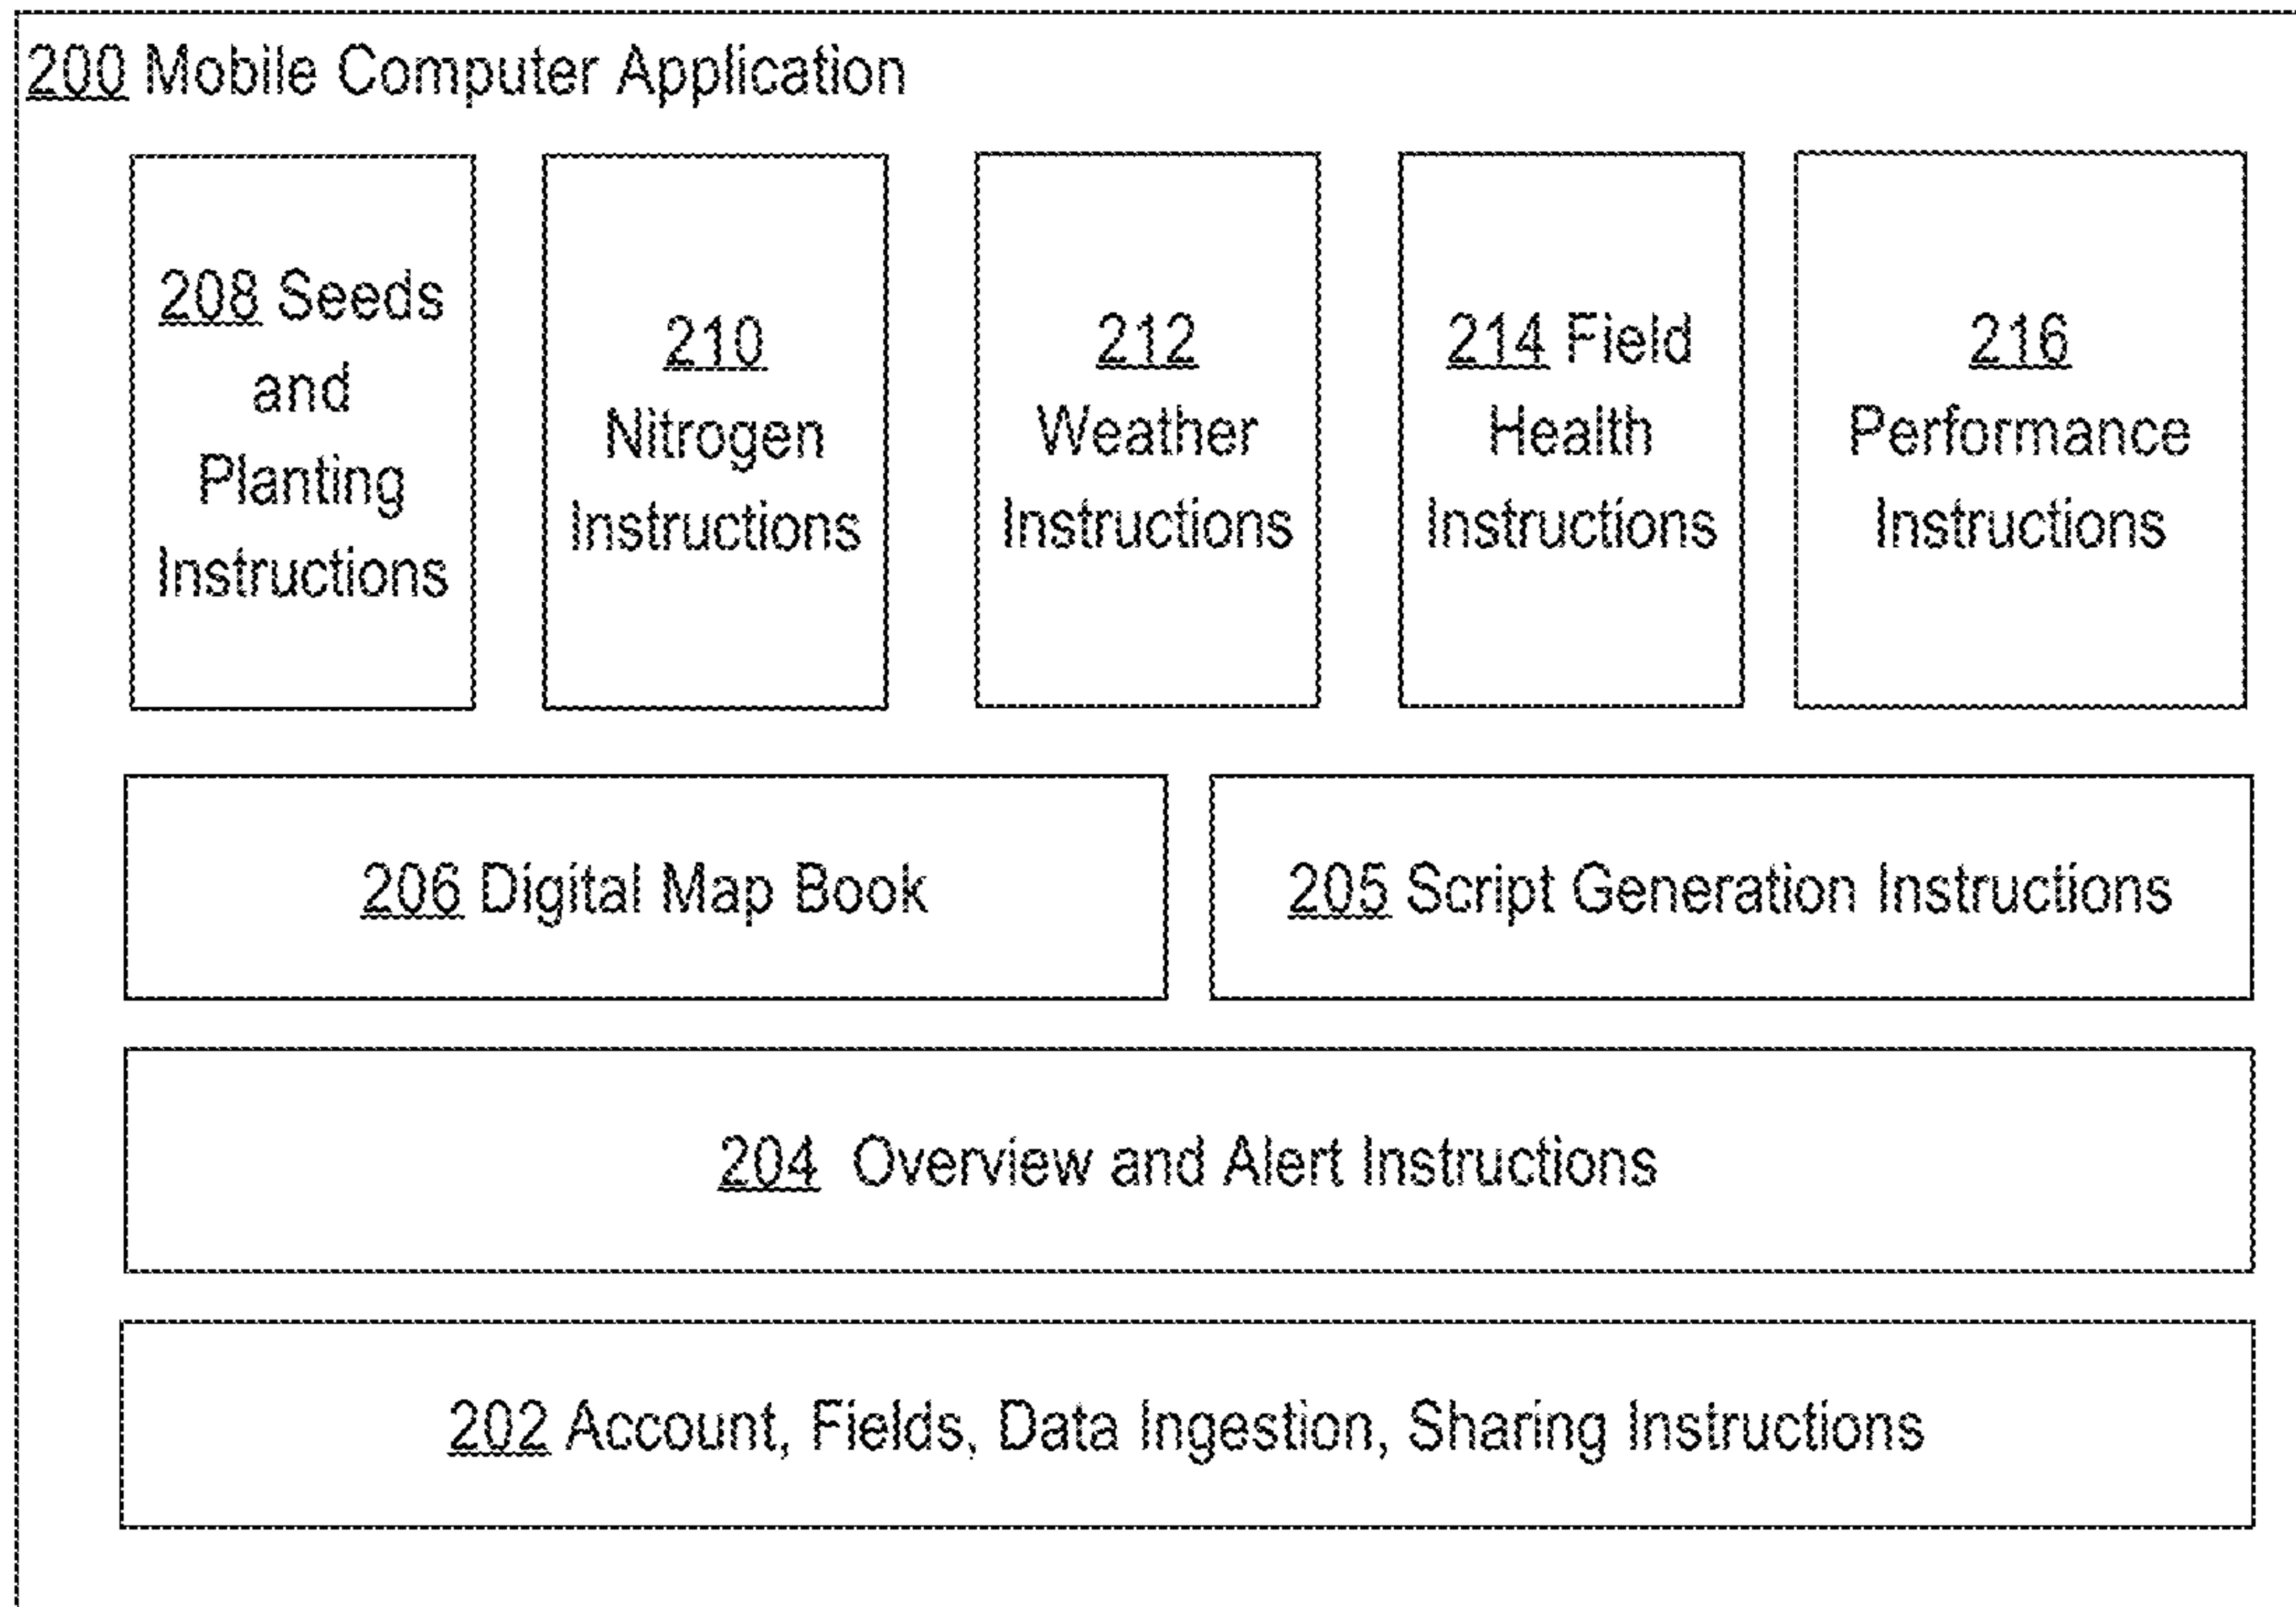 200 Mobile Computer Application
208 Seeds
and
Planting
Instructions
210
Nitrogen
Instructions
212
Weather
Instructions
214 Field
Health
Instructions
216
Performance
Instructions
206 Digital Map Book
205 Script Generation Instructions
204 Overview and Alert Instructions
202 Account, Fields, Data Ingestion, Sharing Instructions